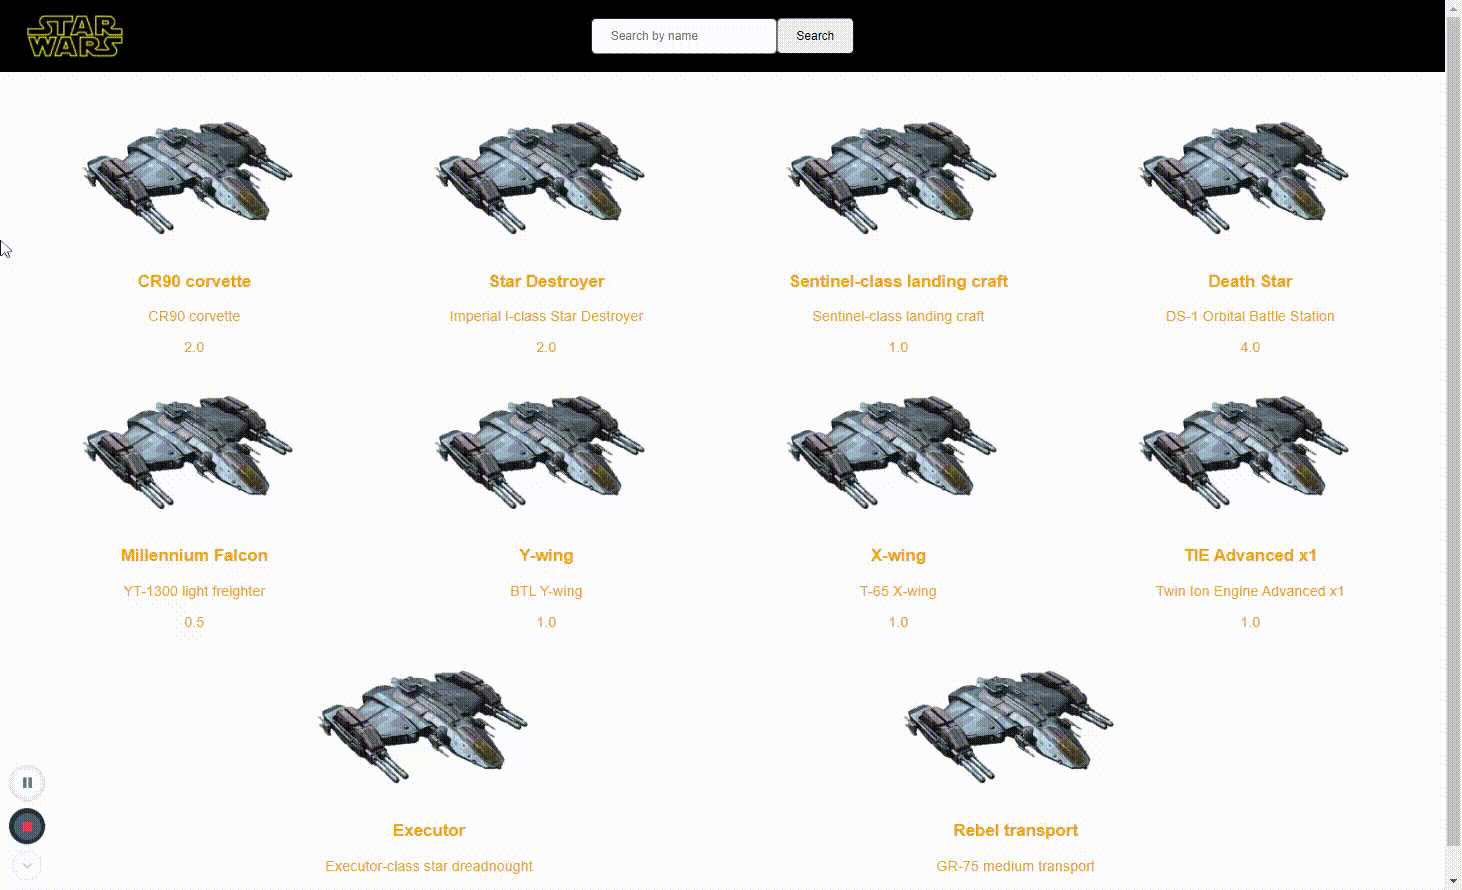 STAR
WARS
Search by name
Search
CR90 corvette
CR90 corvette
2.0
Star Destroyer
Imperial I-class Star Destroyer
2.0
Sentinel-class landing craft
Sentinel-class landing craft
1.0
Death Star
DS-1 Orbital Battle Station
4.0
Millennium Falcon
YT-1300 light freighter
0.5
Y-wing
BTL Y-wing
1.0
X-wing
T-65 X-wing
1.0
TIE Advanced x1
Twin Ion Engine Advanced x1
1.0
Executor
Executor-class star dreadnought
Rebel transport
GR-75 medium transport